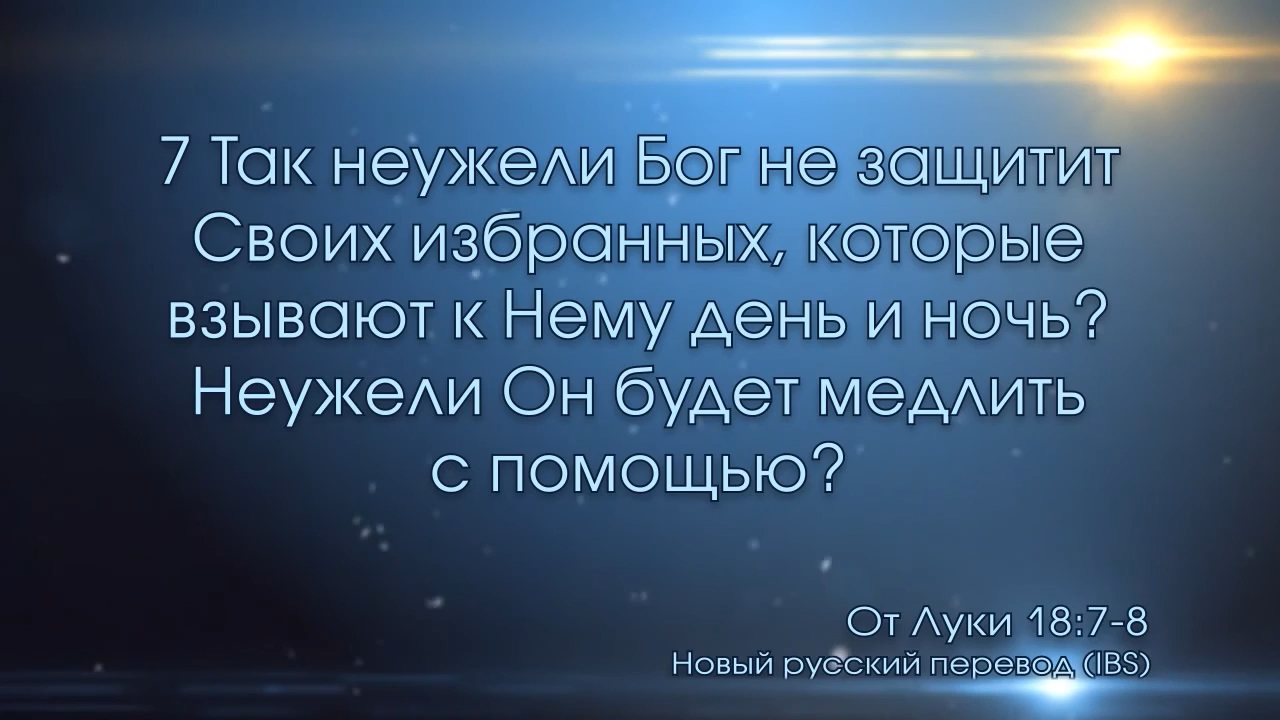 7 Так неужели Бог не защитит
Своих избранных, которые
взывают к Нему день и ночь?
Неужели Он будет медлить
с помощью?
От Луки 18:7-8
Новый русский перевод (IBS)